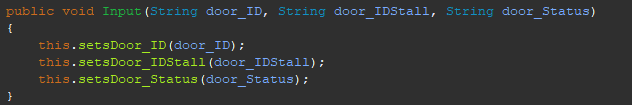 public void Input(String door_ID, String door_IDStall, String door_Status)
{
    this.setsDoor_ID(door_ID);
    this.setsDoor_IDStall(door_IDStall);
    this.setsDoor_Status(door_Status);
}